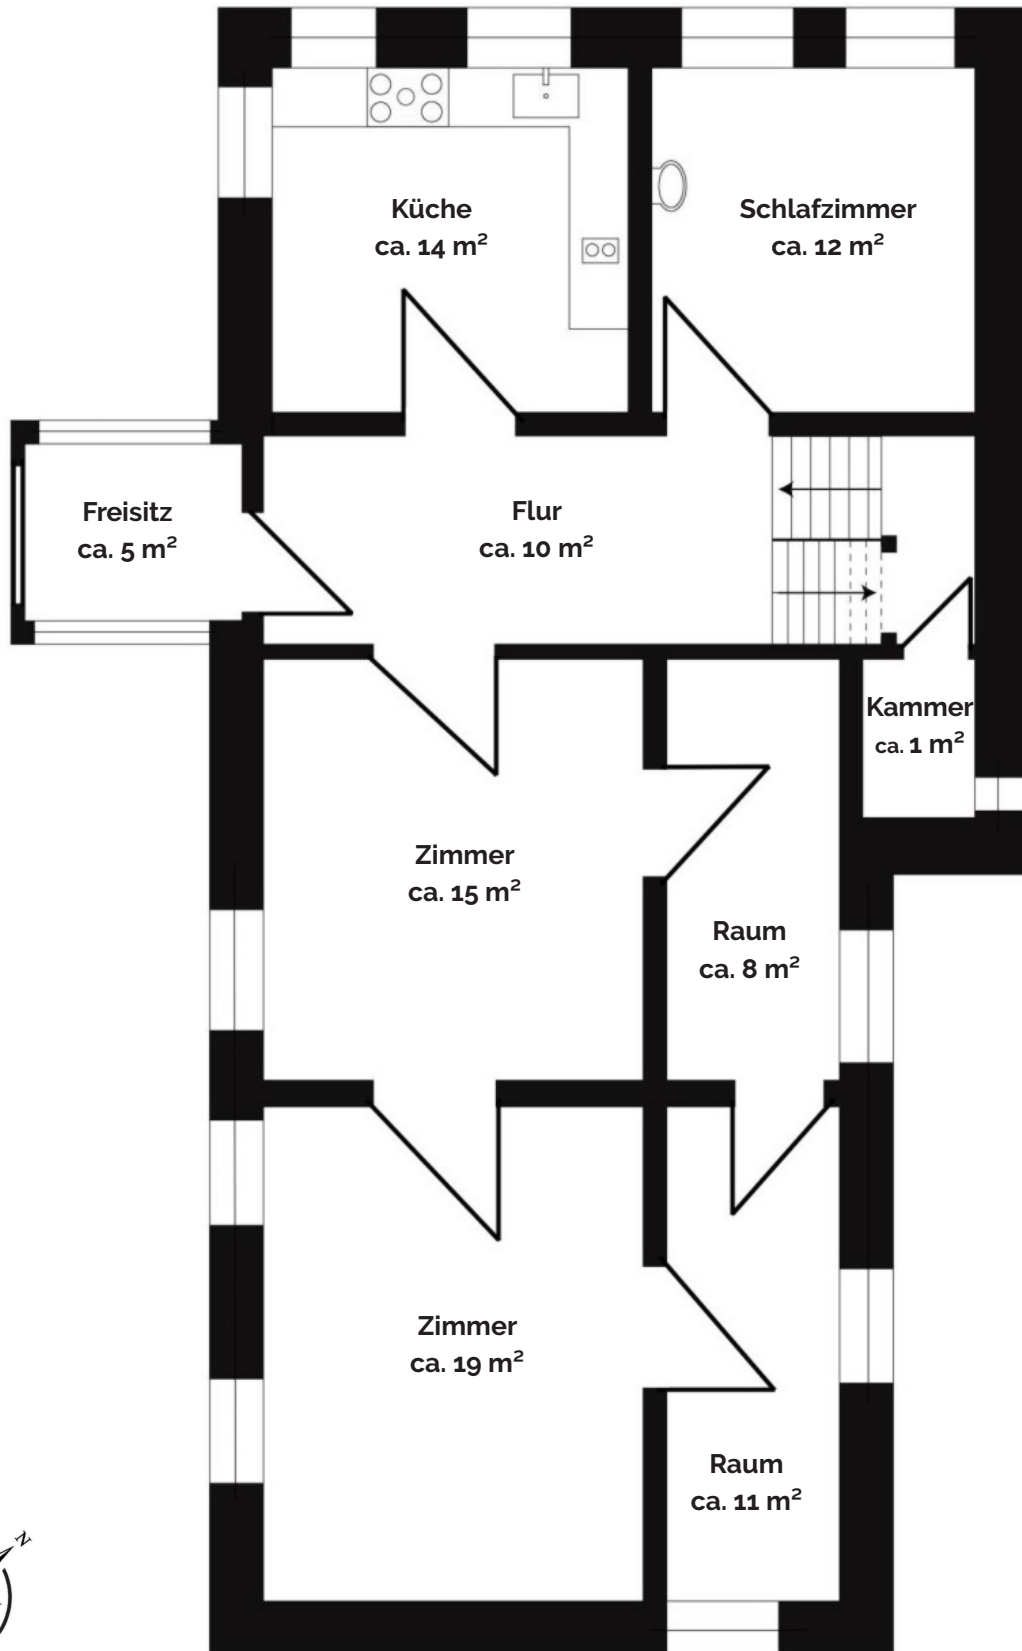 Küche
ca. 14 m²
Schlafzimmer
ca. 12 m²
Freisitz
ca. 5 m²
Flur
ca. 10 m²
Kammer
ca. 1 m²
Zimmer
ca. 15 m²
Raum
ca. 8 m²
Zimmer
ca. 19 m²
Raum
ca. 11 m²
N